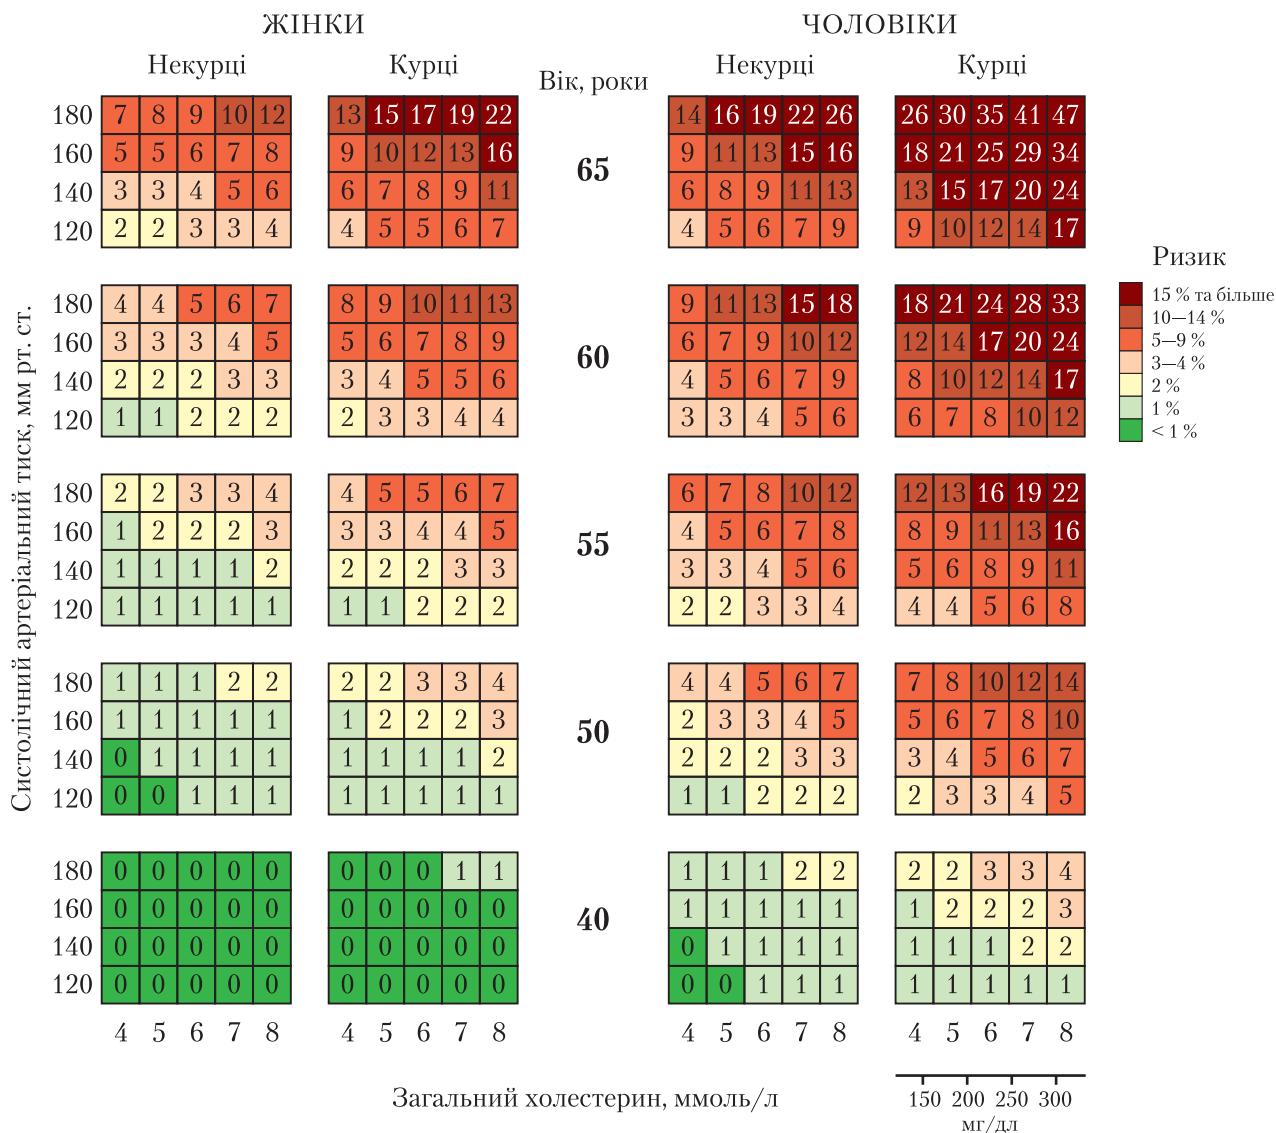 ЖІНКИ ЧОЛОВІКИ
Некурці Курці Вік, роки Некурці Курці
180 7 8 9 10 12 13 15 17 19 22 14 16 19 22 26 26 30 35 41 47
160 5 5 6 7 8 9 10 12 13 16 65 9 11 13 15 16 18 21 25 29 34
140 3 3 4 5 6 6 7 8 9 11 6 8 9 11 13 13 15 17 20 24
120 2 2 3 3 4 4 5 5 6 7 4 5 6 7 9 9 10 12 14 17
180 4 4 5 6 7 8 9 10 11 13 9 11 13 15 18 18 21 24 28 33
160 3 3 3 4 5 5 6 7 8 9 60 6 7 9 10 12 12 14 17 20 24
140 2 2 2 3 3 3 4 5 5 6 4 5 6 7 9 8 10 12 14 17
120 1 1 2 2 2 2 3 3 4 4 3 3 4 5 6 6 7 8 10 12
180 2 2 3 3 4 4 5 5 6 7 6 7 8 10 12 12 13 16 19 22
160 1 2 2 2 3 3 3 4 4 5 55 4 5 6 7 8 8 9 11 13 16
140 1 1 1 1 2 2 2 2 3 3 3 3 4 5 6 5 6 8 9 11
120 1 1 1 1 1 1 1 2 2 2 2 2 3 3 4 4 4 5 6 8
180 1 1 1 2 2 2 2 3 3 4 4 4 5 6 7 7 8 10 12 14
160 1 1 1 1 1 1 2 2 2 3 50 2 3 3 4 5 5 6 7 8 10
140 0 1 1 1 1 1 1 1 1 2 2 2 2 3 3 3 4 5 6 7
120 0 0 1 1 1 1 1 1 1 1 1 1 2 2 2 2 3 3 4 5
180 0 0 0 0 0 0 0 0 1 1 1 1 1 2 2 2 2 3 3 4
160 0 0 0 0 0 0 0 0 0 0 40 1 1 1 1 1 1 2 2 2 3
140 0 0 0 0 0 0 0 0 0 0 0 1 1 1 1 1 1 1 2 2
120 0 0 0 0 0 0 0 0 0 0 0 0 1 1 1 1 1 1 1 1
4 5 6 7 8 4 5 6 7 8 4 5 6 7 8 4 5 6 7 8
Систолічний артеріальний тиск, мм рт. ст.
Загальний холестерин, ммоль/л
150 200 250 300
мг/дл
Ризик
15 % та більше
10–14 %
5–9 %
3–4 %
2 %
1 %
< 1 %